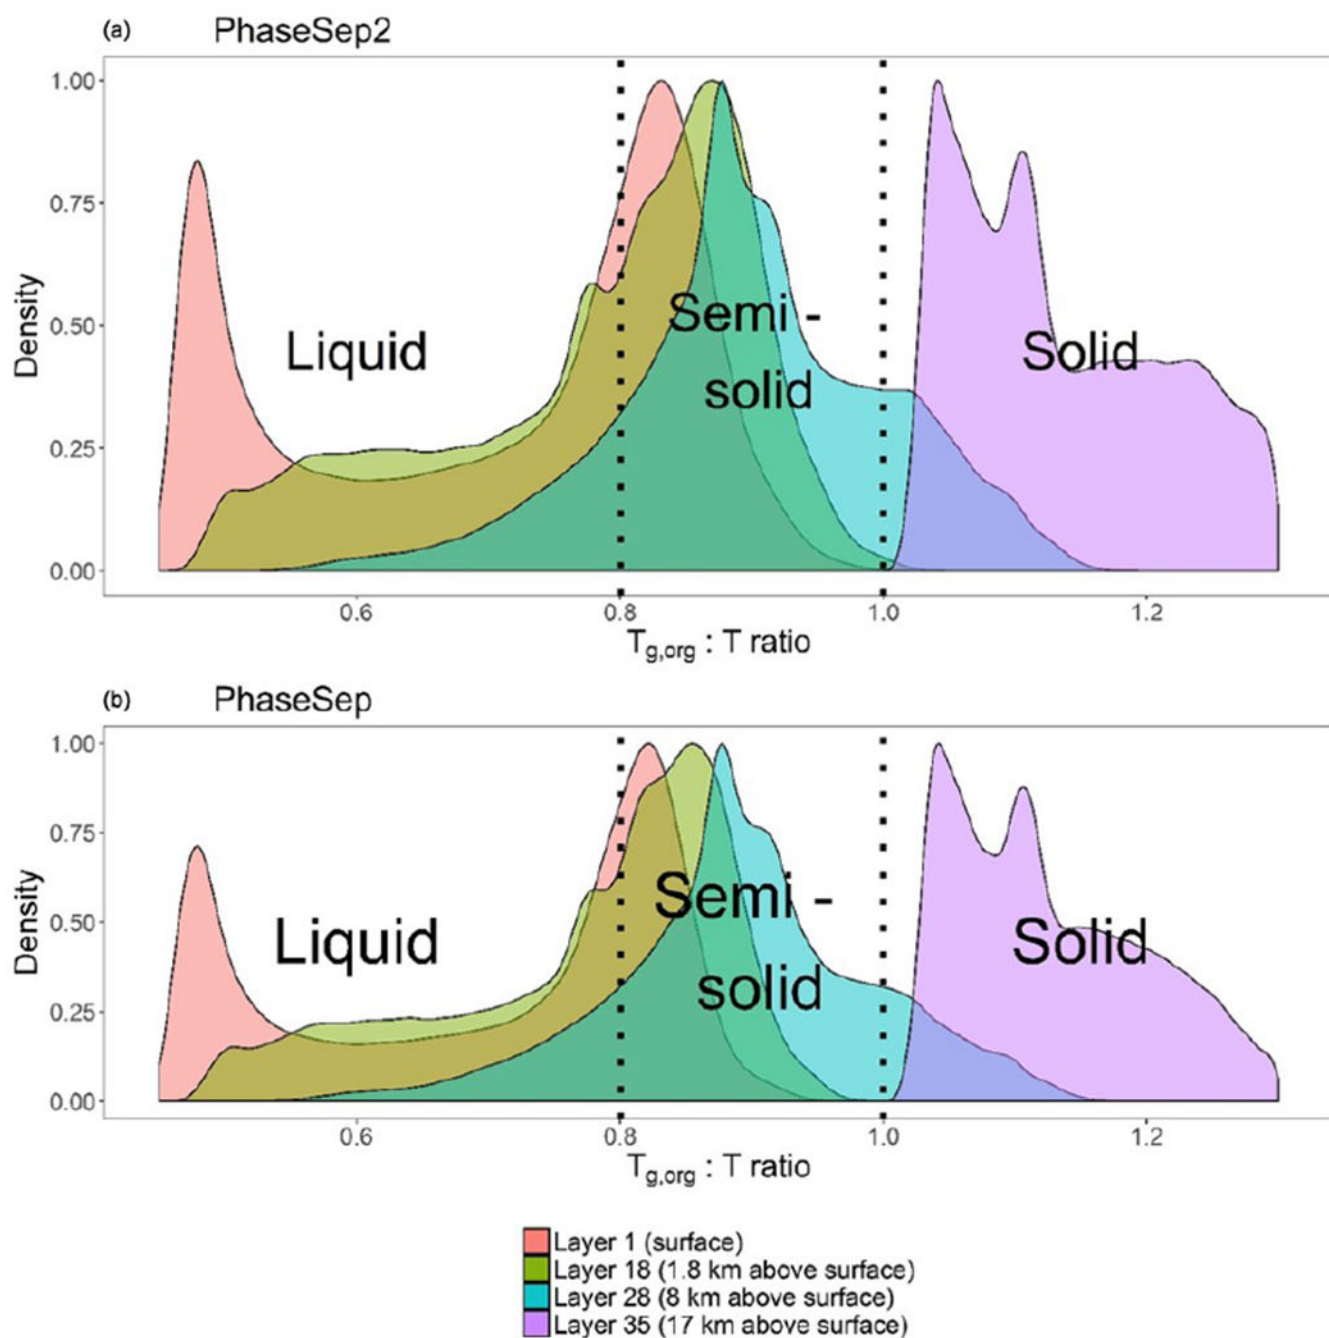 (a) PhaseSep2
1.00
0.75
0.50
0.25
0.00
Density
Liquid
Semi -
solid
Solid
0.6 0.8 1.0 1.2
Tg,org : T ratio
(b) PhaseSep
1.00
0.75
0.50
0.25
0.00
Density
Liquid
Semi -
solid
Solid
0.6 0.8 1.0 1.2
Tg,org : T ratio
Layer 1 (surface)
Layer 18 (1.8 km above surface)
Layer 28 (8 km above surface)
Layer 35 (17 km above surface)